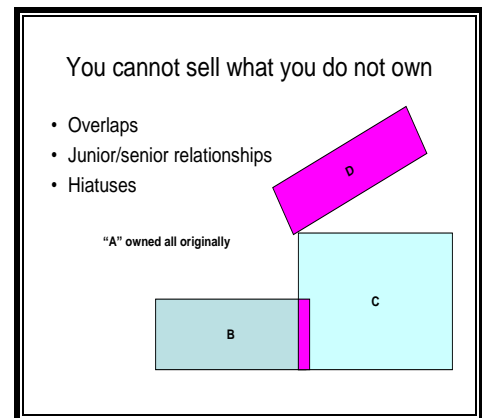 You cannot sell what you do not own
• Overlaps
• Junior/senior relationships
• Hiatuses
D
"A" owned all originally
C
B